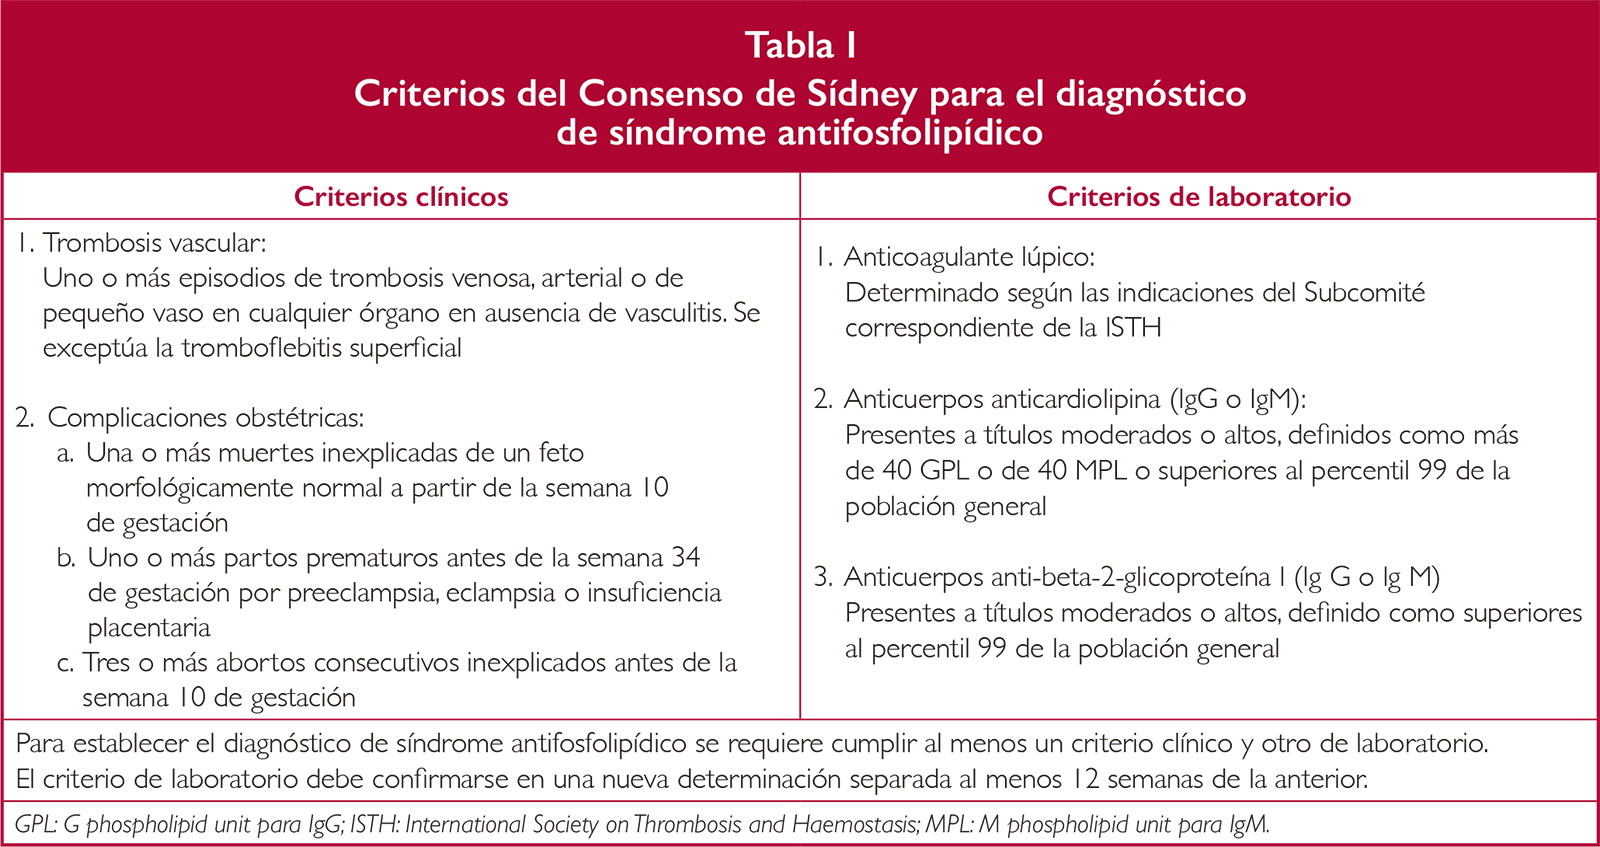 Tabla I
Criterios del Consenso de Sídney para el diagnóstico
de síndrome antifosfolipídico
Criterios clínicos
1. Trombosis vascular:
Uno o más episodios de trombosis venosa, arterial o de
pequeño vaso en cualquier órgano en ausencia de vasculitis. Se
exceptúa la tromboflebitis superficial
2. Complicaciones obstétricas:
a. Una o más muertes inexplicadas de un feto
morfológicamente normal a partir de la semana 10
de gestación
b. Uno o más partos prematuros antes de la semana 34
de gestación por preeclampsia, eclampsia o insuficiencia
placentaria
c. Tres o más abortos consecutivos inexplicados antes de la
semana 10 de gestación
Criterios de laboratorio
1. Anticoagulante lúpico:
Determinado según las indicaciones del Subcomité
correspondiente de la ISTH
2. Anticuerpos anticardiolipina (IgG o IgM):
Presentes a títulos moderados o altos, definidos como más
de 40 GPL o de 40 MPL o superiores al percentil 99 de la
población general
3. Anticuerpos anti-beta-2-glicoproteína I (Ig G o Ig M)
Presentes a títulos moderados o altos, definido como superiores
al percentil 99 de la población general
Para establecer el diagnóstico de síndrome antifosfolipídico se requiere cumplir al menos un criterio clínico y otro de laboratorio.
El criterio de laboratorio debe confirmarse en una nueva determinación separada al menos 12 semanas de la anterior.
GPL: G phospholipid unit para IgG; ISTH: International Society on Thrombosis and Haemostasis; MPL: M phospholipid unit para IgM.